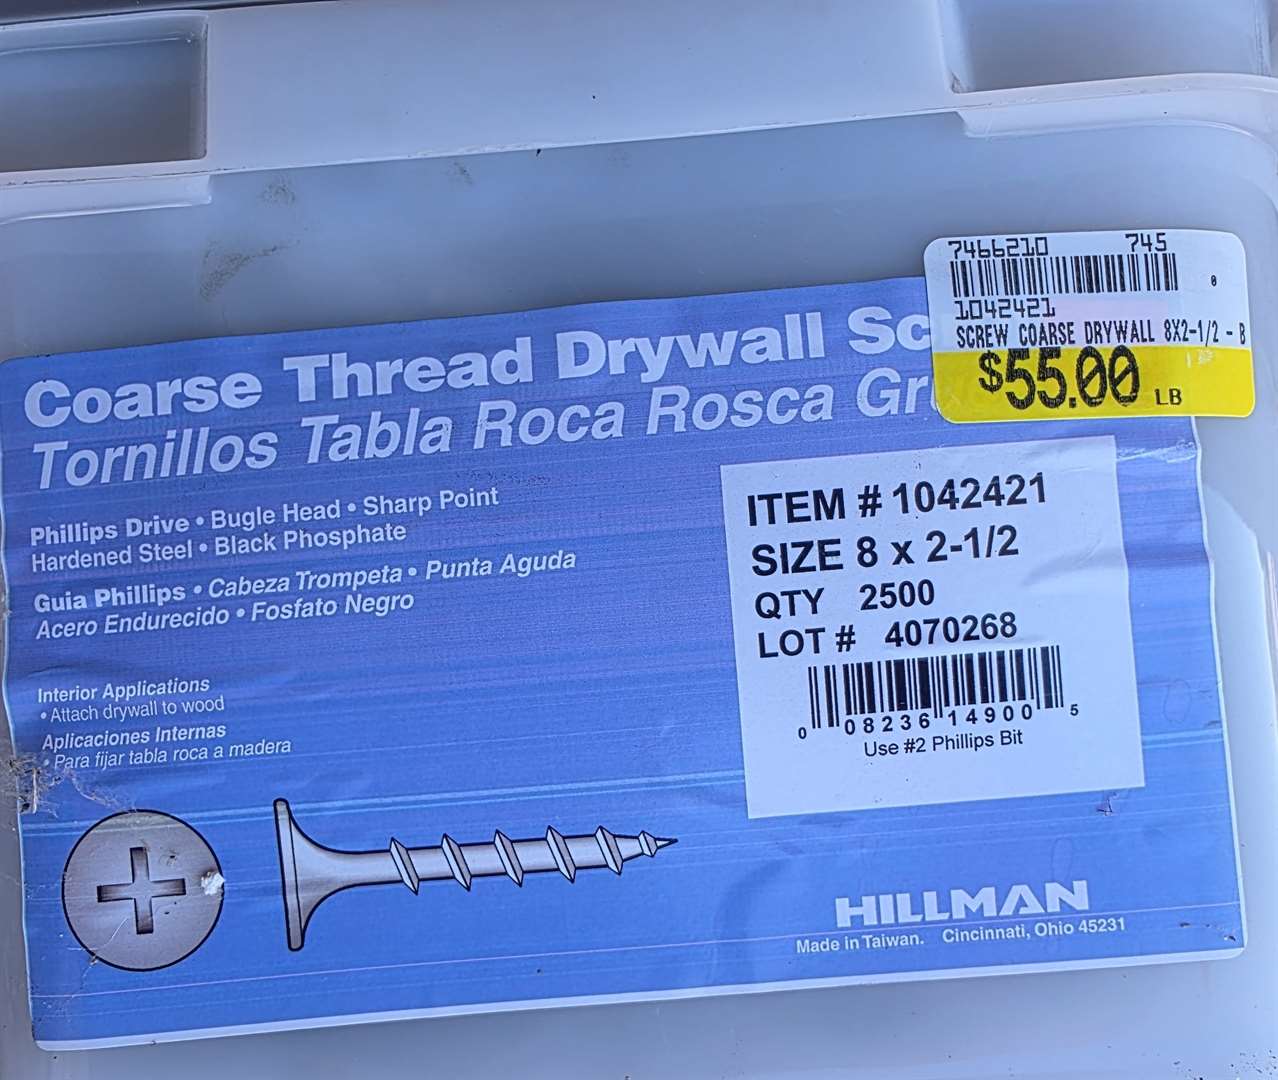 7466210 745
0
1042421
SCREW COARSE DRYWALL 8X2-1/2 - B
$55.00 LB
Coarse Thread Drywall Sc
Tornillos Tabla Roca Rosca Gru
Phillips Drive • Bugle Head • Sharp Point
Hardened Steel • Black Phosphate
Guia Phillips • Cabeza Trompeta • Punta Aguda
Acero Endurecido • Fosfato Negro
Interior Applications
• Attach drywall to wood
Aplicaciones Internas
• Para fijar tabla roca a madera
ITEM # 1042421
SIZE 8 x 2-1/2
QTY 2500
LOT # 4070268
0 08236 14900 5
Use #2 Phillips Bit
HILLMAN
Made in Taiwan. Cincinnati, Ohio 45231